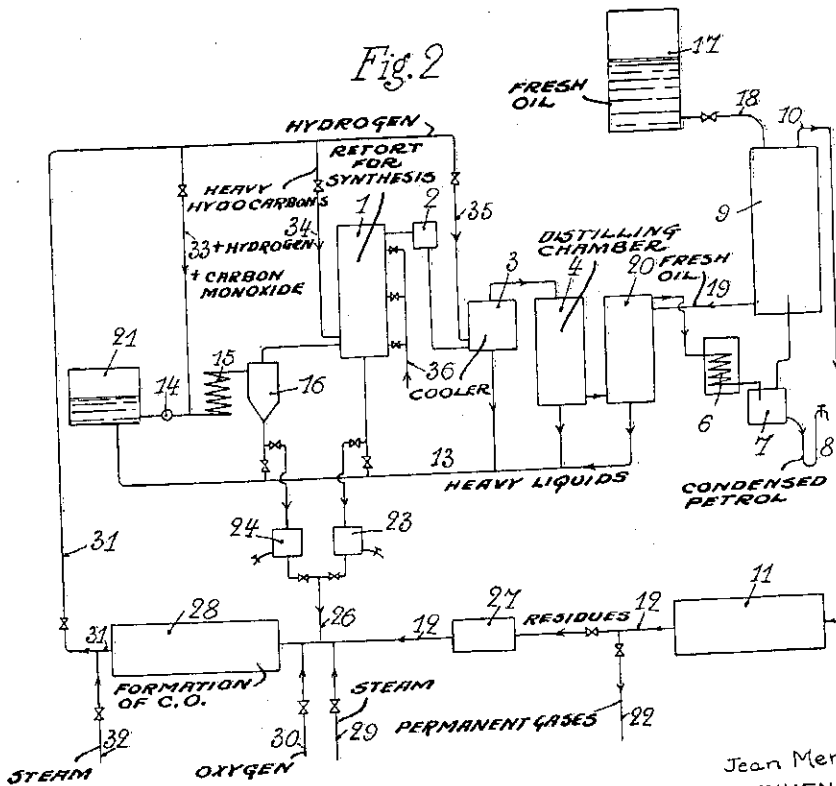 Fig. 2
17
FRESH
OIL
18
10
HYDROGEN
RETORT FOR
SYNTHESIS
HEAVY
HYDOCARBONS
1
2
35
9
34
33 + HYDROGEN
+ CARBON
MONOXIDE
DISTILLING
CHAMBER
3
4
20
FRESH
OIL
19
21
15
14
16
36
COOLER
6
7
8
13
HEAVY LIQUIDS
CONDENSED
PETROL
24
23
31
28
26
12
27
RESIDUES
12
11
31
FORMATION
OF C.O.
STEAM
PERMANENT GASES
22
32
30
29
STEAM
OXYGEN
Jean Mer